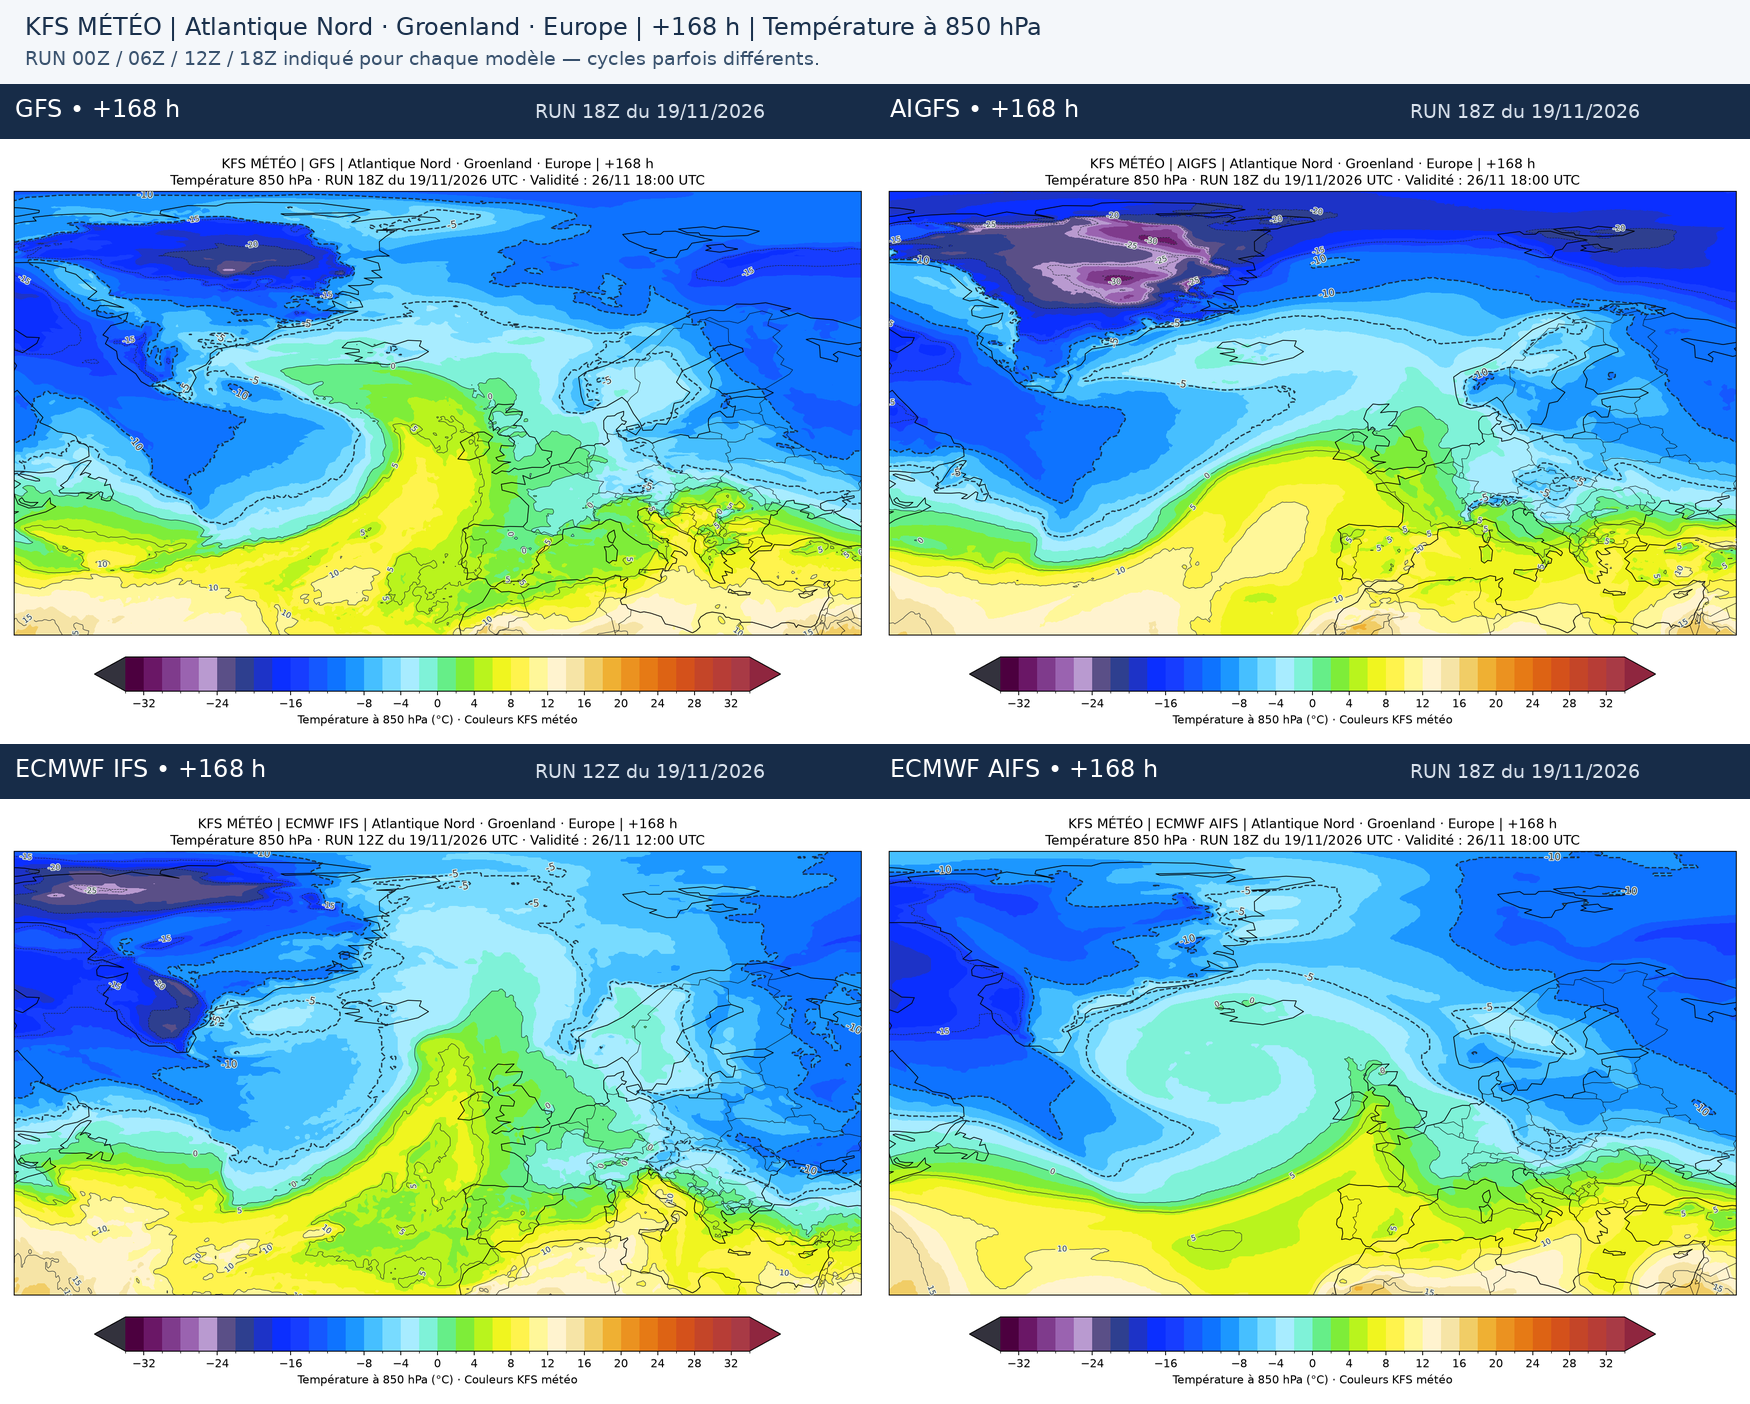 KFS MÉTÉO | Atlantique Nord · Groenland · Europe | +168 h | Température à 850 hPa
RUN 00Z / 06Z / 12Z / 18Z indiqué pour chaque modèle — cycles parfois différents.
GFS • +168 h
RUN 18Z du 19/11/2026
AIGFS • +168 h
RUN 18Z du 19/11/2026
KFS MÉTÉO | GFS | Atlantique Nord · Groenland · Europe | +168 h
Température 850 hPa · RUN 18Z du 19/11/2026 UTC · Validité : 26/11 18:00 UTC
KFS MÉTÉO | AIGFS | Atlantique Nord · Groenland · Europe | +168 h
Température 850 hPa · RUN 18Z du 19/11/2026 UTC · Validité : 26/11 18:00 UTC
−32 −24 −16 −8 −4 0 4 8 12 16 20 24 28 32
Température à 850 hPa (°C) · Couleurs KFS météo
−32 −24 −16 −8 −4 0 4 8 12 16 20 24 28 32
Température à 850 hPa (°C) · Couleurs KFS météo
ECMWF IFS • +168 h
RUN 12Z du 19/11/2026
ECMWF AIFS • +168 h
RUN 18Z du 19/11/2026
KFS MÉTÉO | ECMWF IFS | Atlantique Nord · Groenland · Europe | +168 h
Température 850 hPa · RUN 12Z du 19/11/2026 UTC · Validité : 26/11 12:00 UTC
KFS MÉTÉO | ECMWF AIFS | Atlantique Nord · Groenland · Europe | +168 h
Température 850 hPa · RUN 18Z du 19/11/2026 UTC · Validité : 26/11 18:00 UTC
−32 −24 −16 −8 −4 0 4 8 12 16 20 24 28 32
Température à 850 hPa (°C) · Couleurs KFS météo
−32 −24 −16 −8 −4 0 4 8 12 16 20 24 28 32
Température à 850 hPa (°C) · Couleurs KFS météo